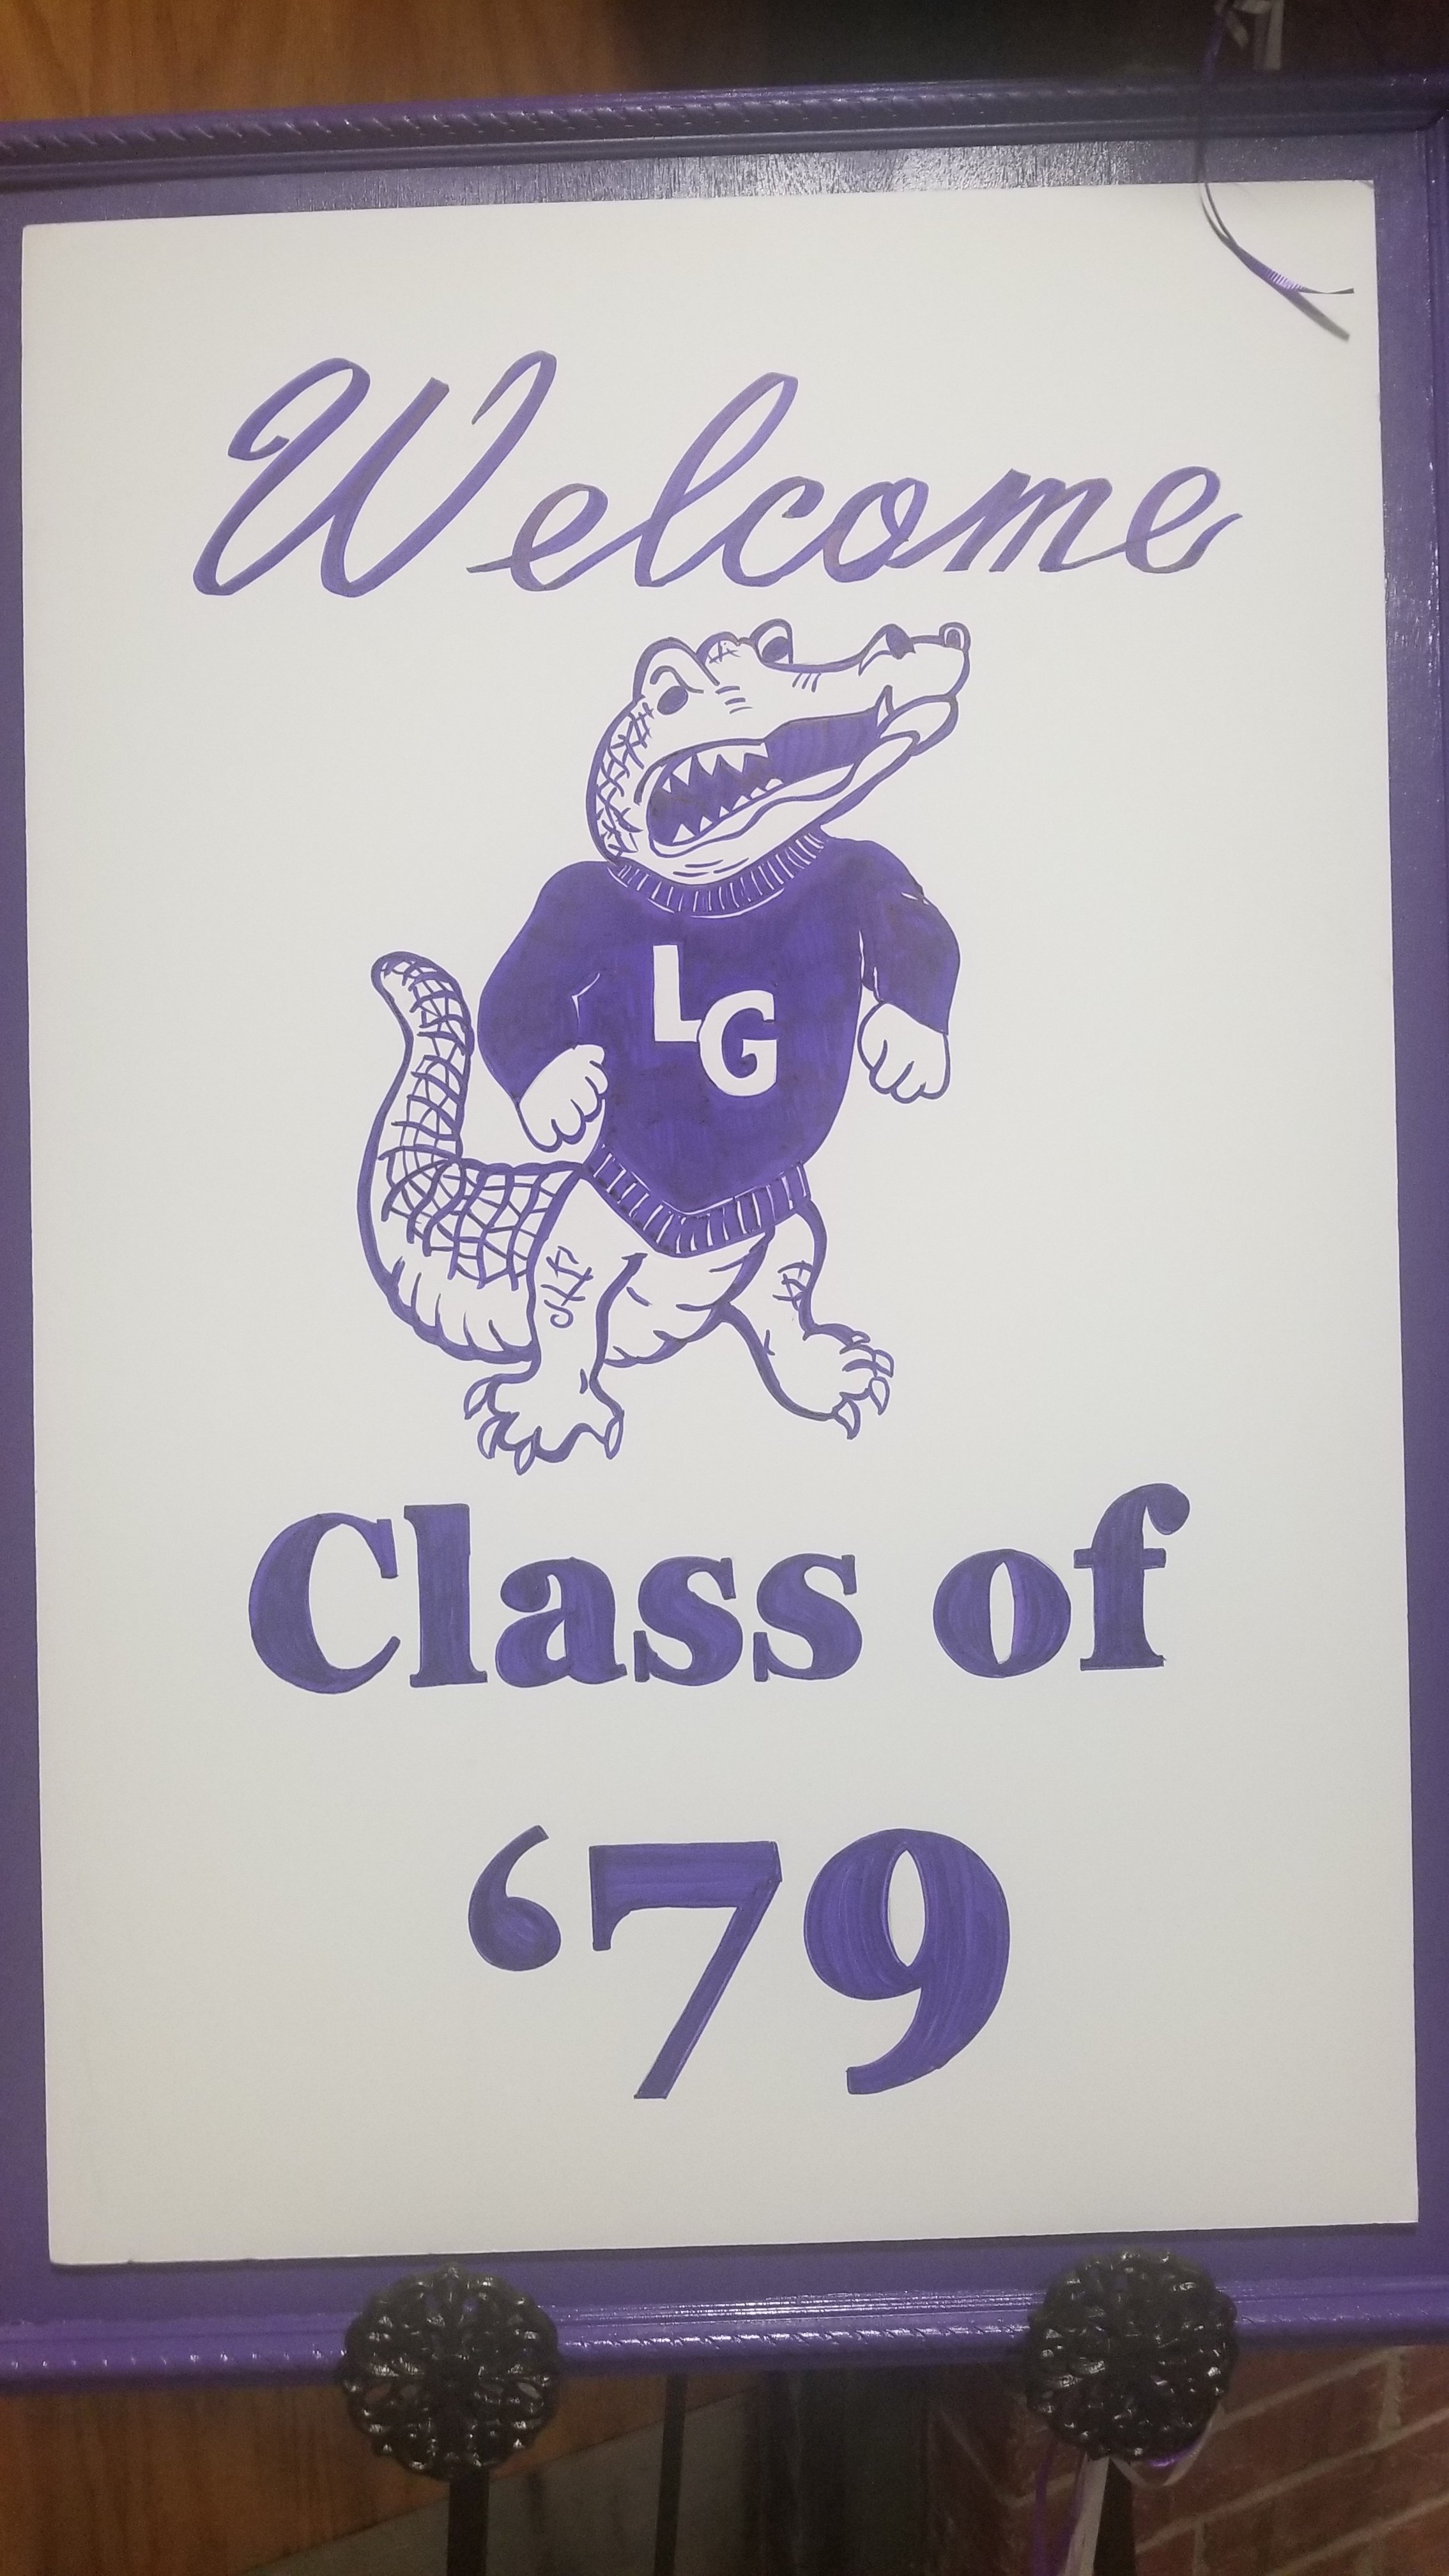 Welcome
LG
Class of
‘79